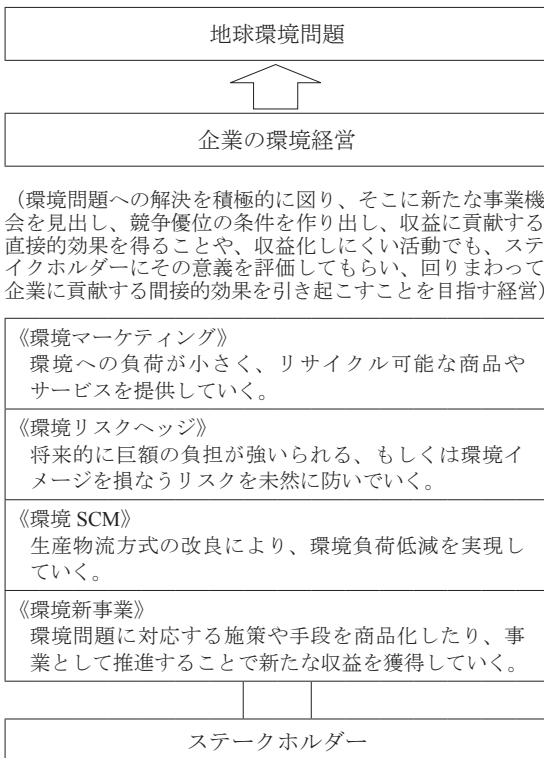 地球環境問題
企業の環境経営
（環境問題への解決を積極的に図り、そこに新たな事業機
会を見出し、競争優位の条件を作り出し、収益に貢献する
直接的効果を得ることや、収益化しにくい活動でも、ステ
イクホルダーにその意義を評価してもらい、回りまわって
企業に貢献する間接的効果を引き起こすことを目指す経営）
《環境マーケティング》
環境への負荷が小さく、リサイクル可能な商品や
サービスを提供していく。
《環境リスクヘッジ》
将来的に巨額の負担が強いられる、もしくは環境イ
メージを損なうリスクを未然に防いでいく。
《環境 SCM》
生産物流方式の改良により、環境負荷低減を実現し
ていく。
《環境新事業》
環境問題に対応する施策や手段を商品化したり、事
業として推進することで新たな収益を獲得していく。
ステークホルダー